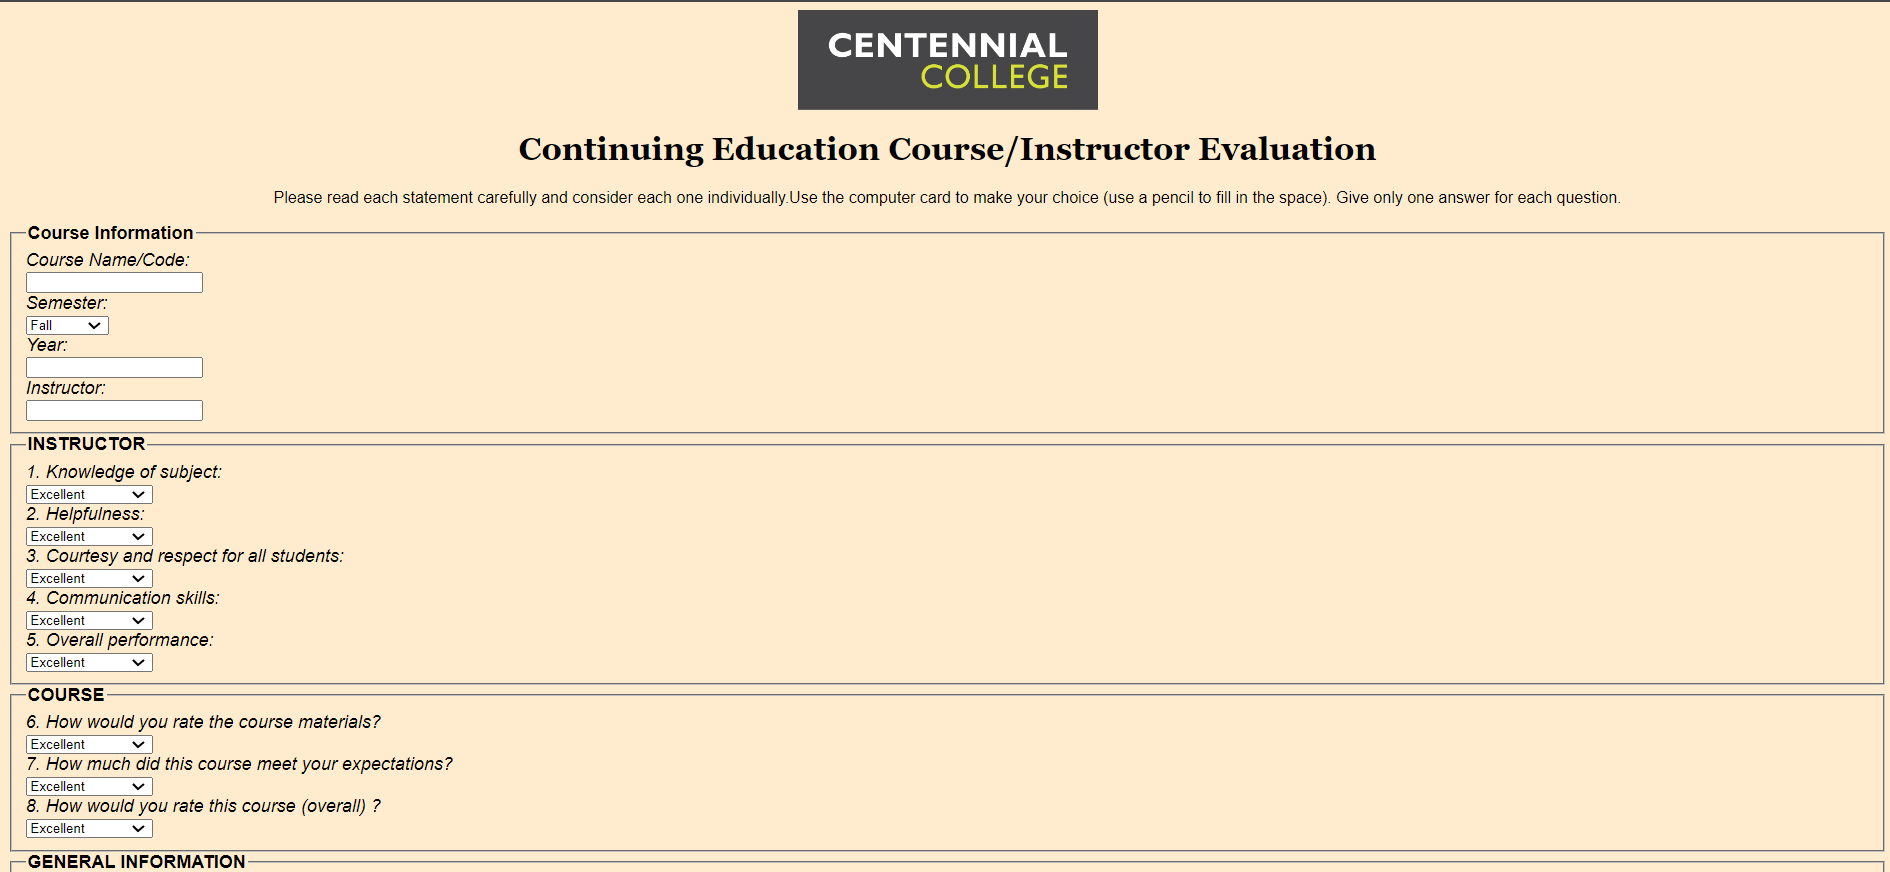 CENTENNIAL
COLLEGE
Continuing Education Course/Instructor Evaluation
Please read each statement carefully and consider each one individually.Use the computer card to make your choice (use a pencil to fill in the space). Give only one answer for each question.
Course Information
Course Name/Code:
Semester:
Fall
Year:
Instructor:
INSTRUCTOR
1. Knowledge of subject:
Excellent
2. Helpfulness:
Excellent
3. Courtesy and respect for all students:
Excellent
4. Communication skills:
Excellent
5. Overall performance:
Excellent
COURSE
6. How would you rate the course materials?
Excellent
7. How much did this course meet your expectations?
Excellent
8. How would you rate this course (overall) ?
Excellent
GENERAL INFORMATION